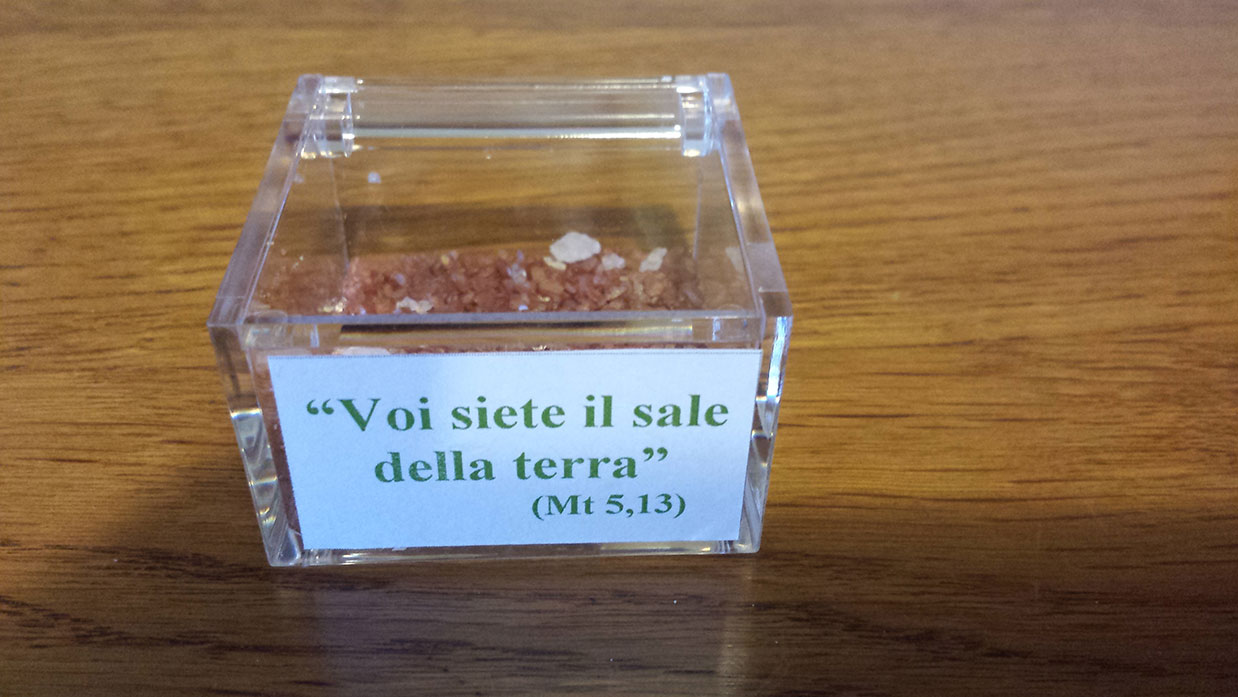 “Voi siete il sale
della terra”
(Mt 5,13)